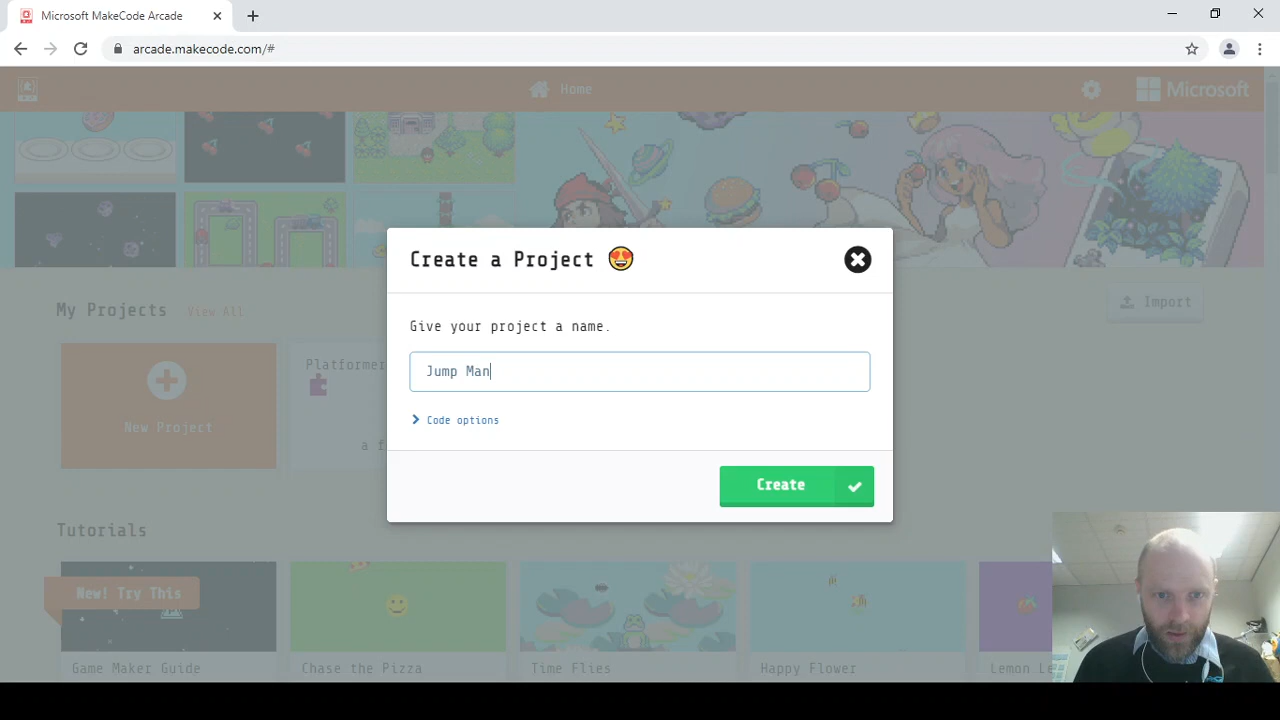 Microsoft MakeCode Arcade
arcade.makecode.com/#
Home
Microsoft
Create a Project 😍
Give your project a name.
Jump Man
Code options
Create
My Projects View All
Import
New Project
Platformer
a f
Tutorials
New! Try This
Game Maker Guide
Chase the Pizza
Time Flies
Happy Flower
Lemon Le